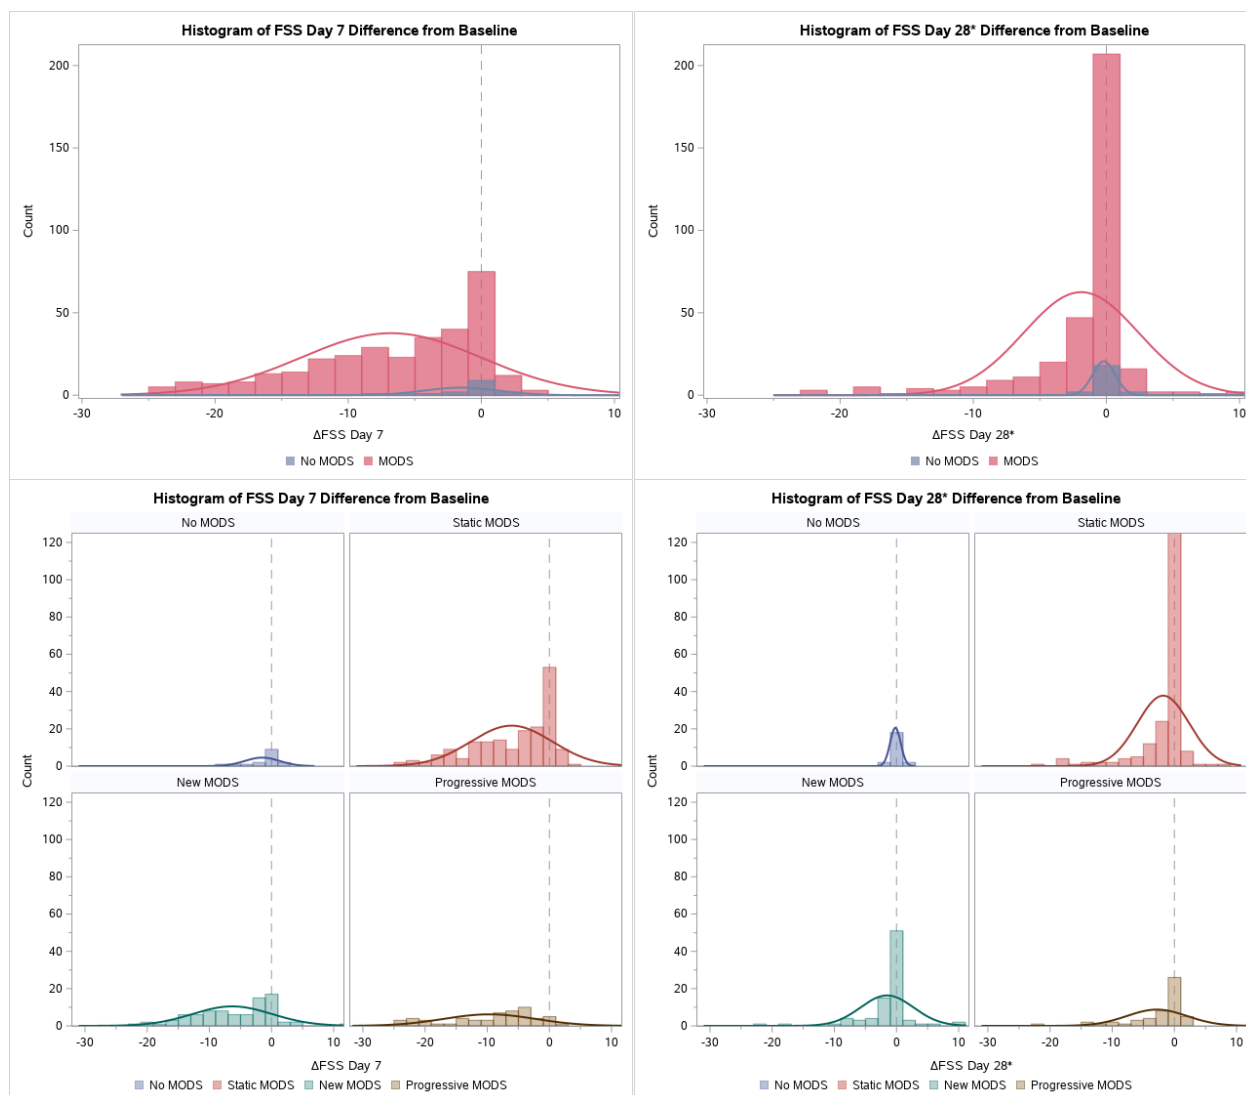 Histogram of FSS Day 7 Difference from Baseline
200
150
100
50
0
Count
-30
-20
-10
0
10
ΔFSS Day 7
No MODS
MODS
Histogram of FSS Day 28* Difference from Baseline
200
150
100
50
0
Count
-30
-20
-10
0
10
ΔFSS Day 28*
No MODS
MODS
Histogram of FSS Day 7 Difference from Baseline
No MODS
Static MODS
120
100
80
60
40
20
0
Count
New MODS
Progressive MODS
120
100
80
60
40
20
0
-30
-20
-10
0
10
-30
-20
-10
0
10
ΔFSS Day 7
No MODS
Static MODS
New MODS
Progressive MODS
Histogram of FSS Day 28* Difference from Baseline
No MODS
Static MODS
120
100
80
60
40
20
0
Count
New MODS
Progressive MODS
120
100
80
60
40
20
0
-30
-20
-10
0
10
-30
-20
-10
0
10
ΔFSS Day 28*
No MODS
Static MODS
New MODS
Progressive MODS